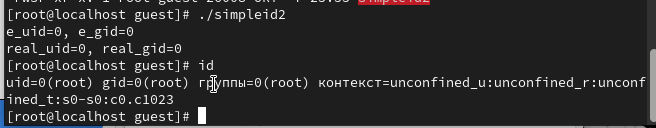 [root@localhost guest]# ./simpleid2
e_uid=0, e_gid=0
real_uid=0, real_gid=0
[root@localhost guest]# id
uid=0(root) gid=0(root) группы=0(root) контекст=unconfined_u:unconfined_r:unconf
ined_t:s0-s0:c0.c1023
[root@localhost guest]#